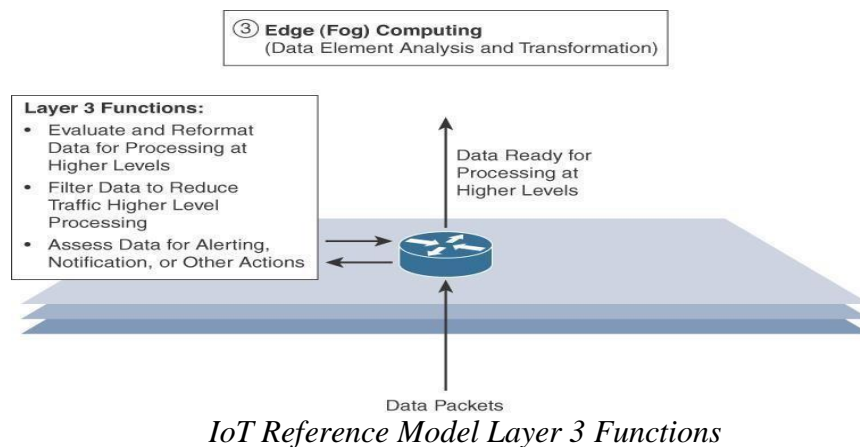 ③ Edge (Fog) Computing
(Data Element Analysis and Transformation)
Layer 3 Functions:
• Evaluate and Reformat
Data for Processing at
Higher Levels
• Filter Data to Reduce
Traffic Higher Level
Processing
• Assess Data for Alerting,
Notification, or Other Actions
Data Ready for
Processing at
Higher Levels
Data Packets
IoT Reference Model Layer 3 Functions